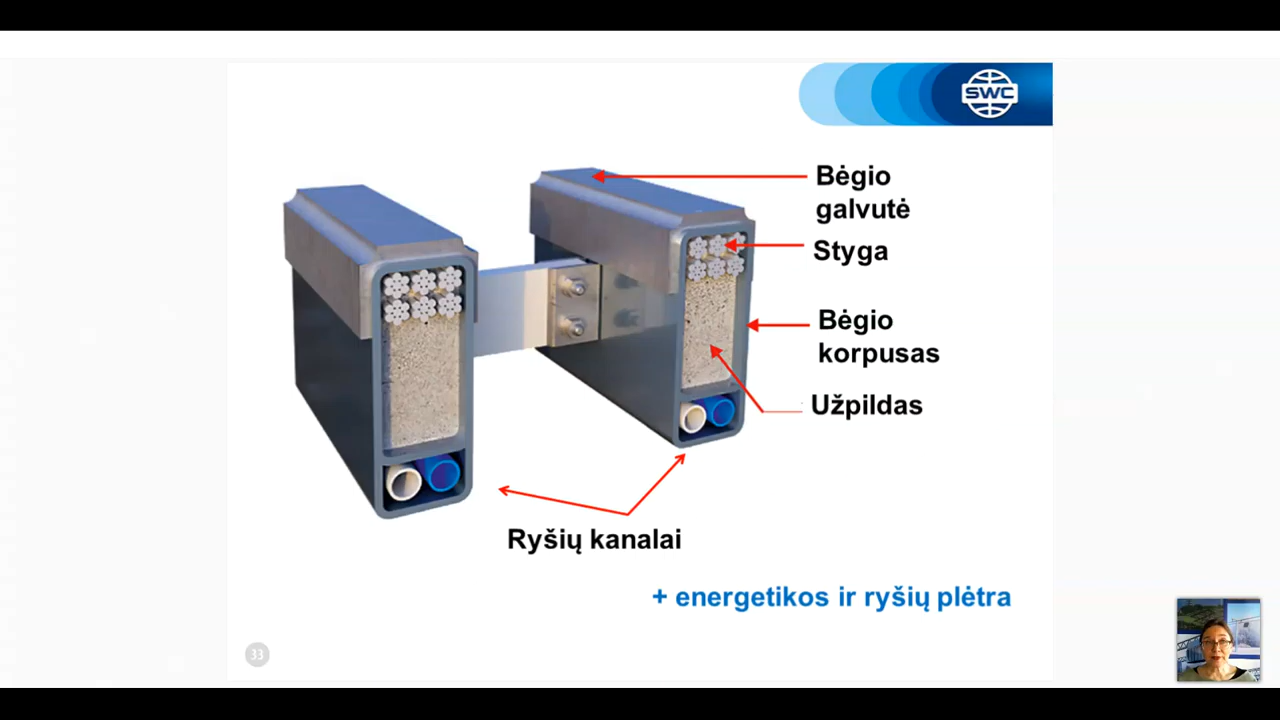 SWC
Bėgio
galvutė
Styga
Bėgio
korpusas
Užpildas
Ryšių kanalai
+ energetikos ir ryšių plėtra
33